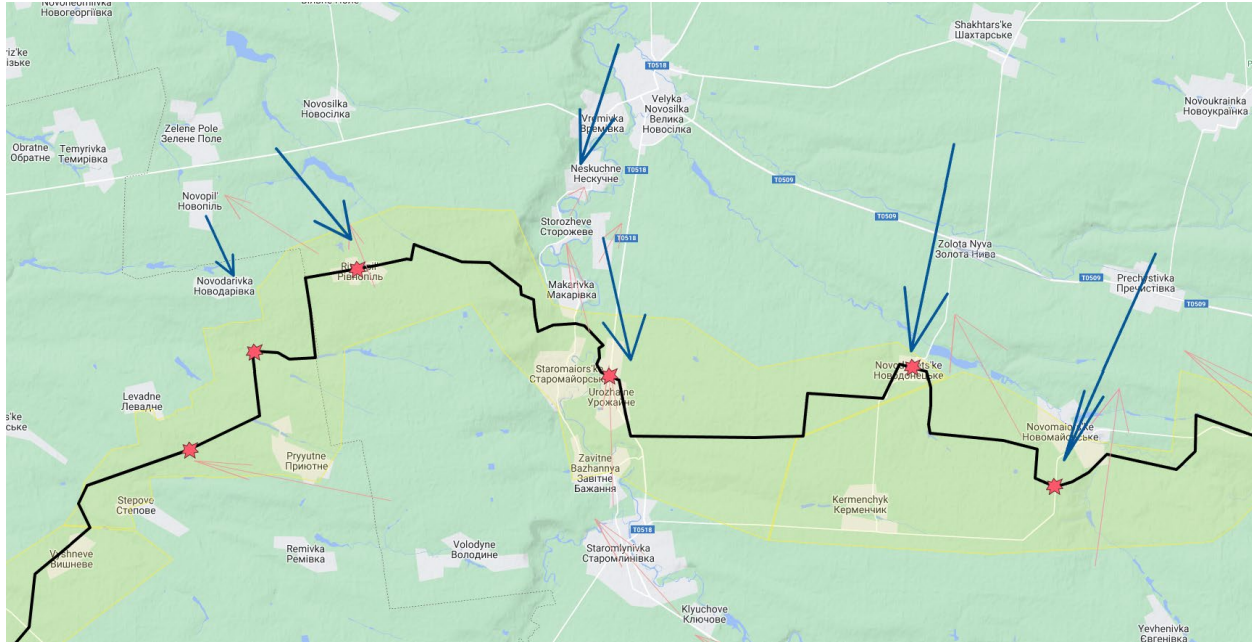 Novoheorhiivka
Новогеоргіївка
Shakhtars'ke
Шахтарське
T0518
Velyka
Novosilka
Велика
Новосілка
Novoukrainka
Новоукраїнка
Novosilka
Новосілка
Vremivka
Времівка
Zelene Pole
Зелене Поле
Obratne
Обратне
Temyrivka
Темирівка
Neskuchne
Нескучне
T0518
T0509
Novopil'
Новопіль
Storozheve
Сторожеве
T0509
T0518
Zolota Nyva
Золота Нива
Prechystivka
Пречистівка
T0509
Novodarivka
Новодарівка
Рівнопіль
Makarivka
Макарівка
Staromaiors'ke
Старомайорське
Urozhaine
Урожайне
Новодонецьке
Levadne
Левадне
Novomaiors'ke
Новомайорське
Pryyutne
Приютне
Zavitne
Bazhannya
Завітне
Бажання
Stepove
Степове
Kermenchyk
Керменчик
T0518
Vyshneve
Вишневе
Remivka
Ремівка
Volodyne
Володине
Staromlynivka
Старомлинівка
Klyuchove
Ключове
Yevhenivka
Євгенівка